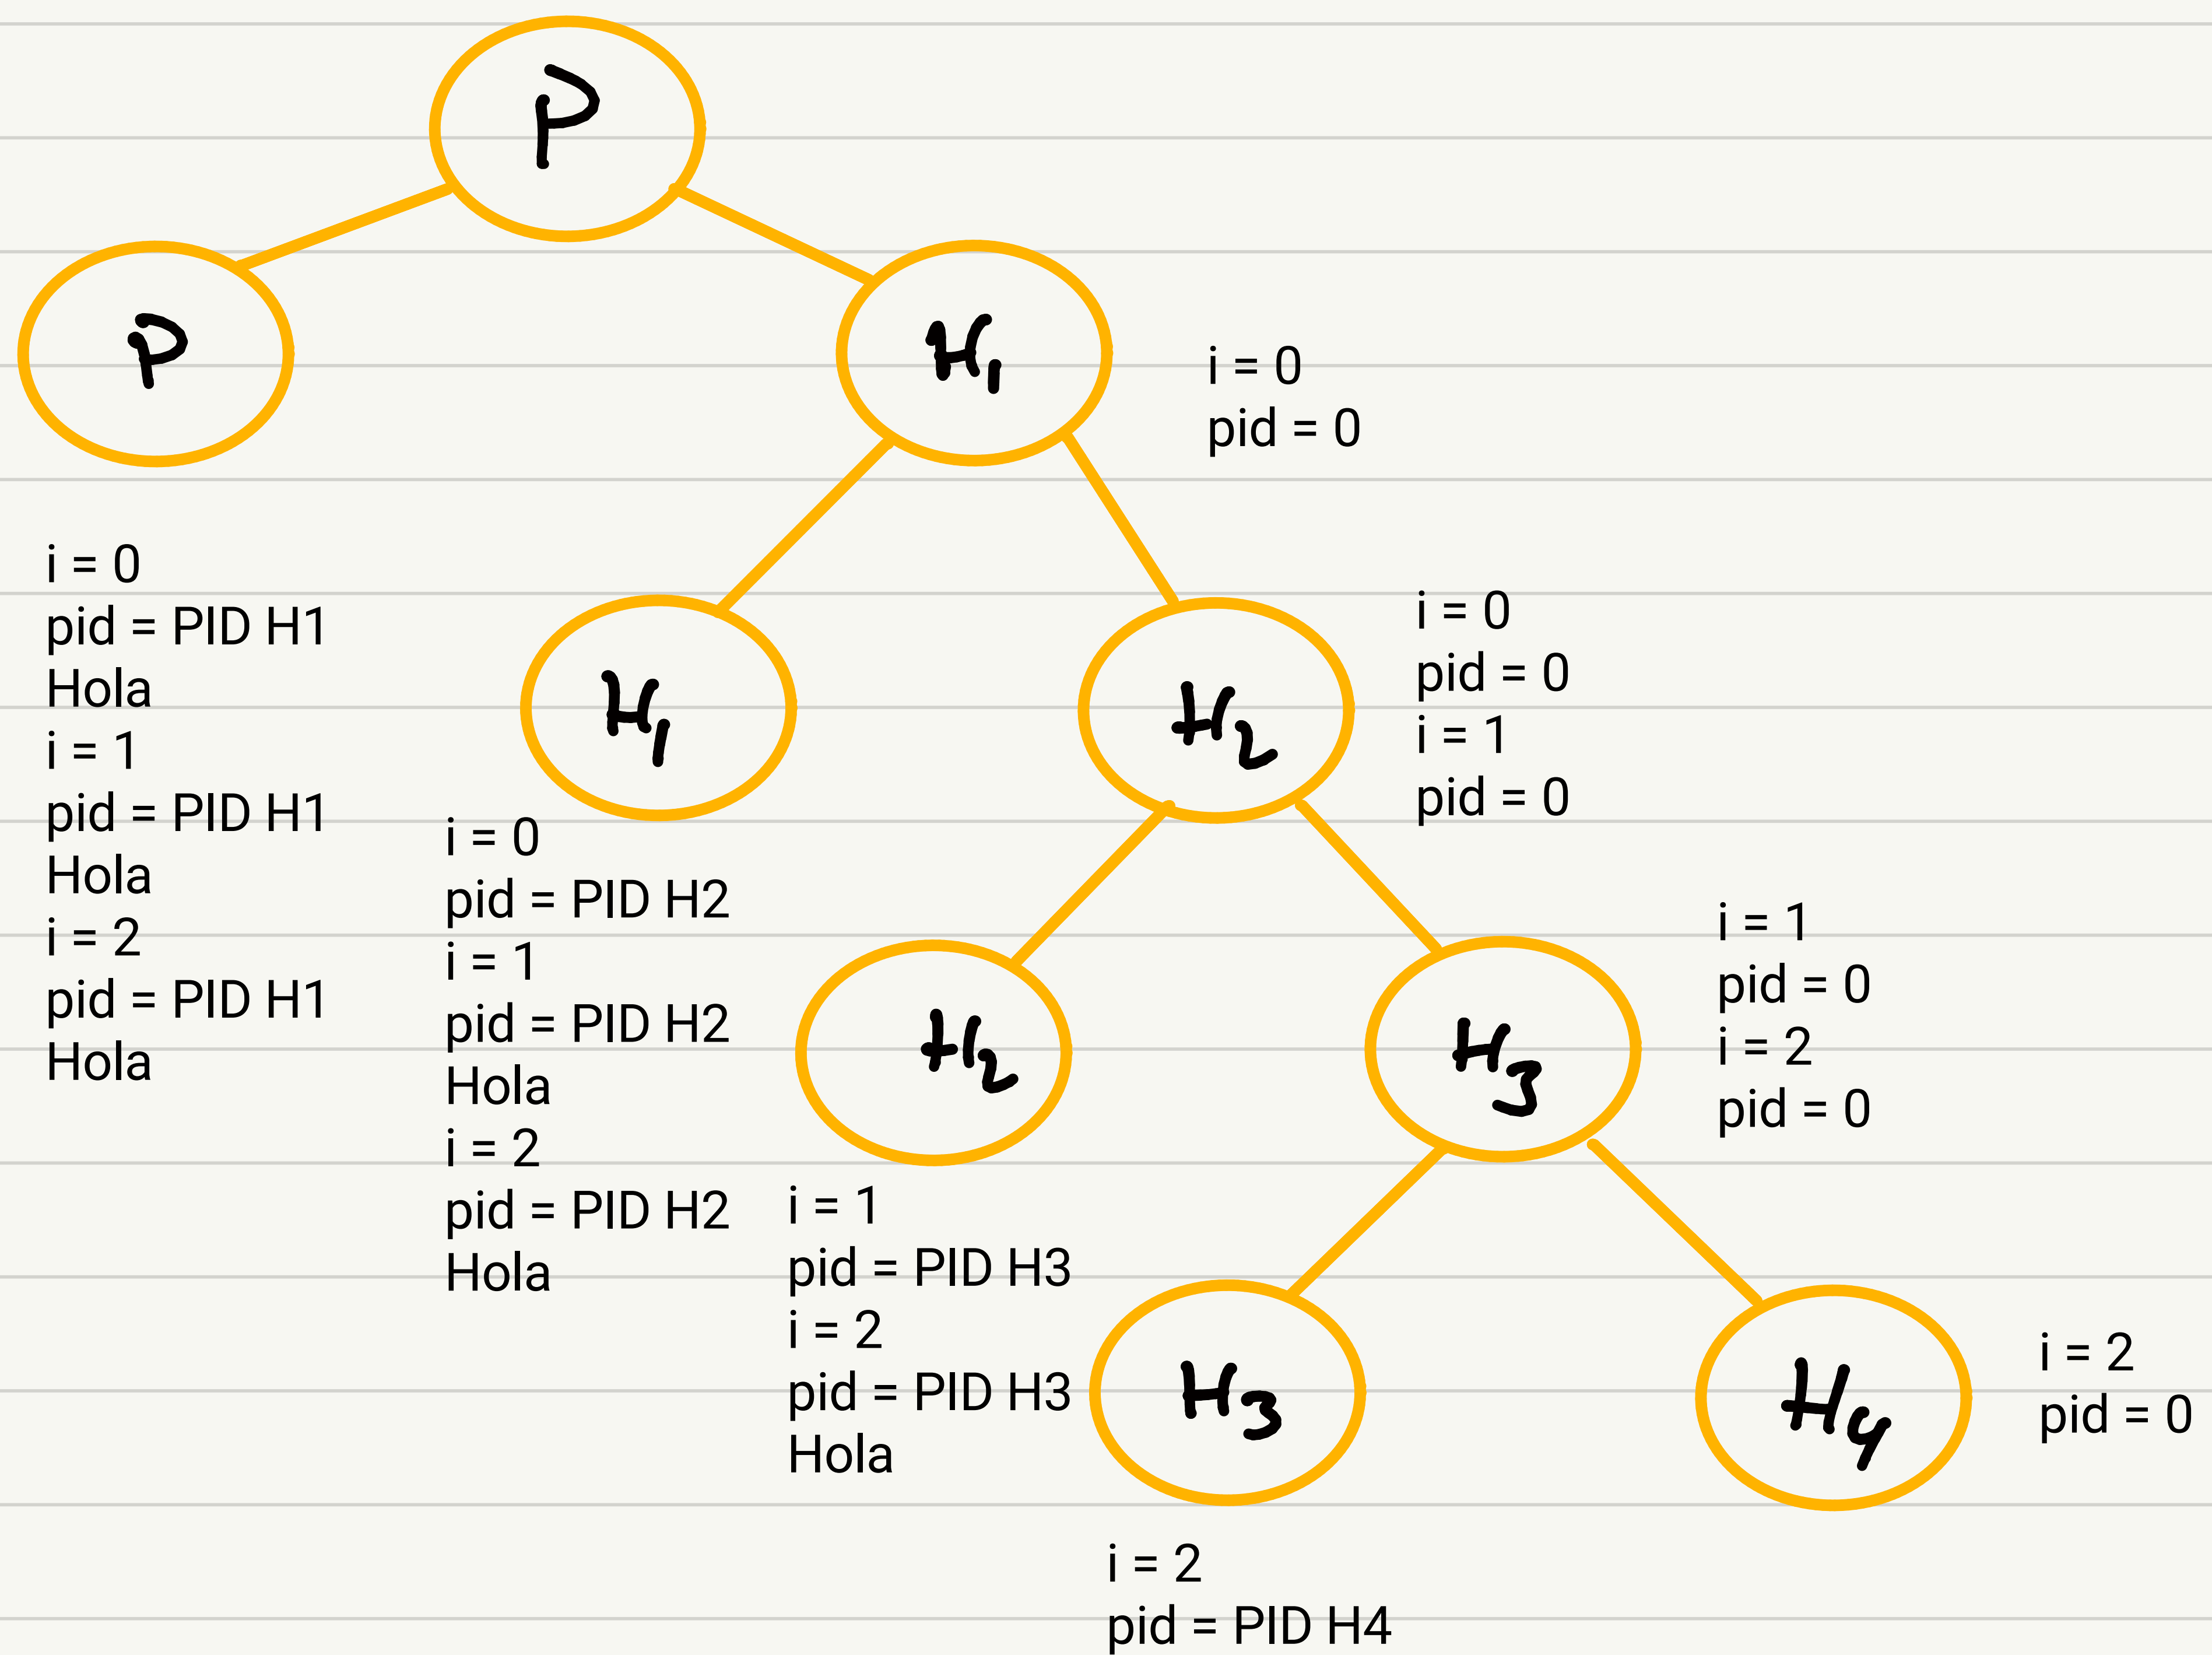 P
P
H1
i = 0
pid = 0
i = 0
pid = PID H1
Hola
i = 1
pid = PID H1
Hola
i = 2
pid = PID H1
Hola
H1
i = 0
pid = PID H2
i = 1
pid = PID H2
Hola
i = 2
pid = PID H2
Hola
H2
i = 0
pid = 0
i = 1
pid = 0
H2
i = 1
pid = PID H3
i = 2
pid = PID H3
Hola
H3
i = 1
pid = 0
i = 2
pid = 0
H3
i = 2
pid = PID H4
H4
i = 2
pid = 0